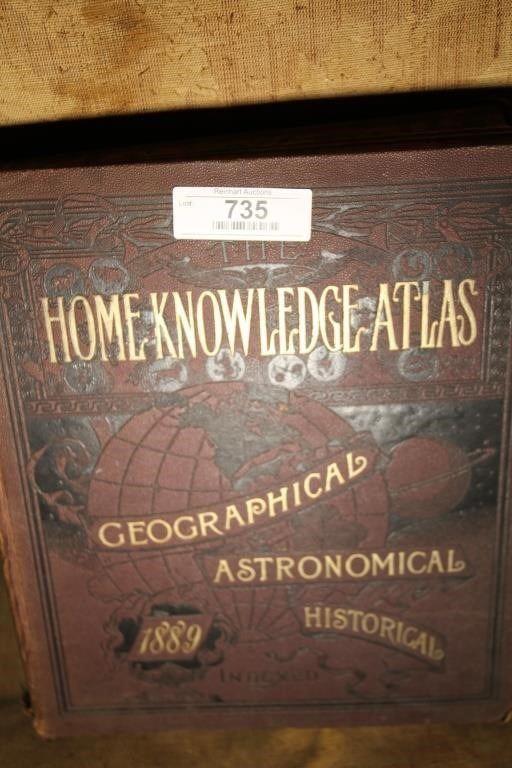 Reinhart Auctions
Lot#:
735
THE
HOME KNOWLEDGE ATLAS
GEOGRAPHICAL
ASTRONOMICAL
HISTORICAL
1889
INDEXED